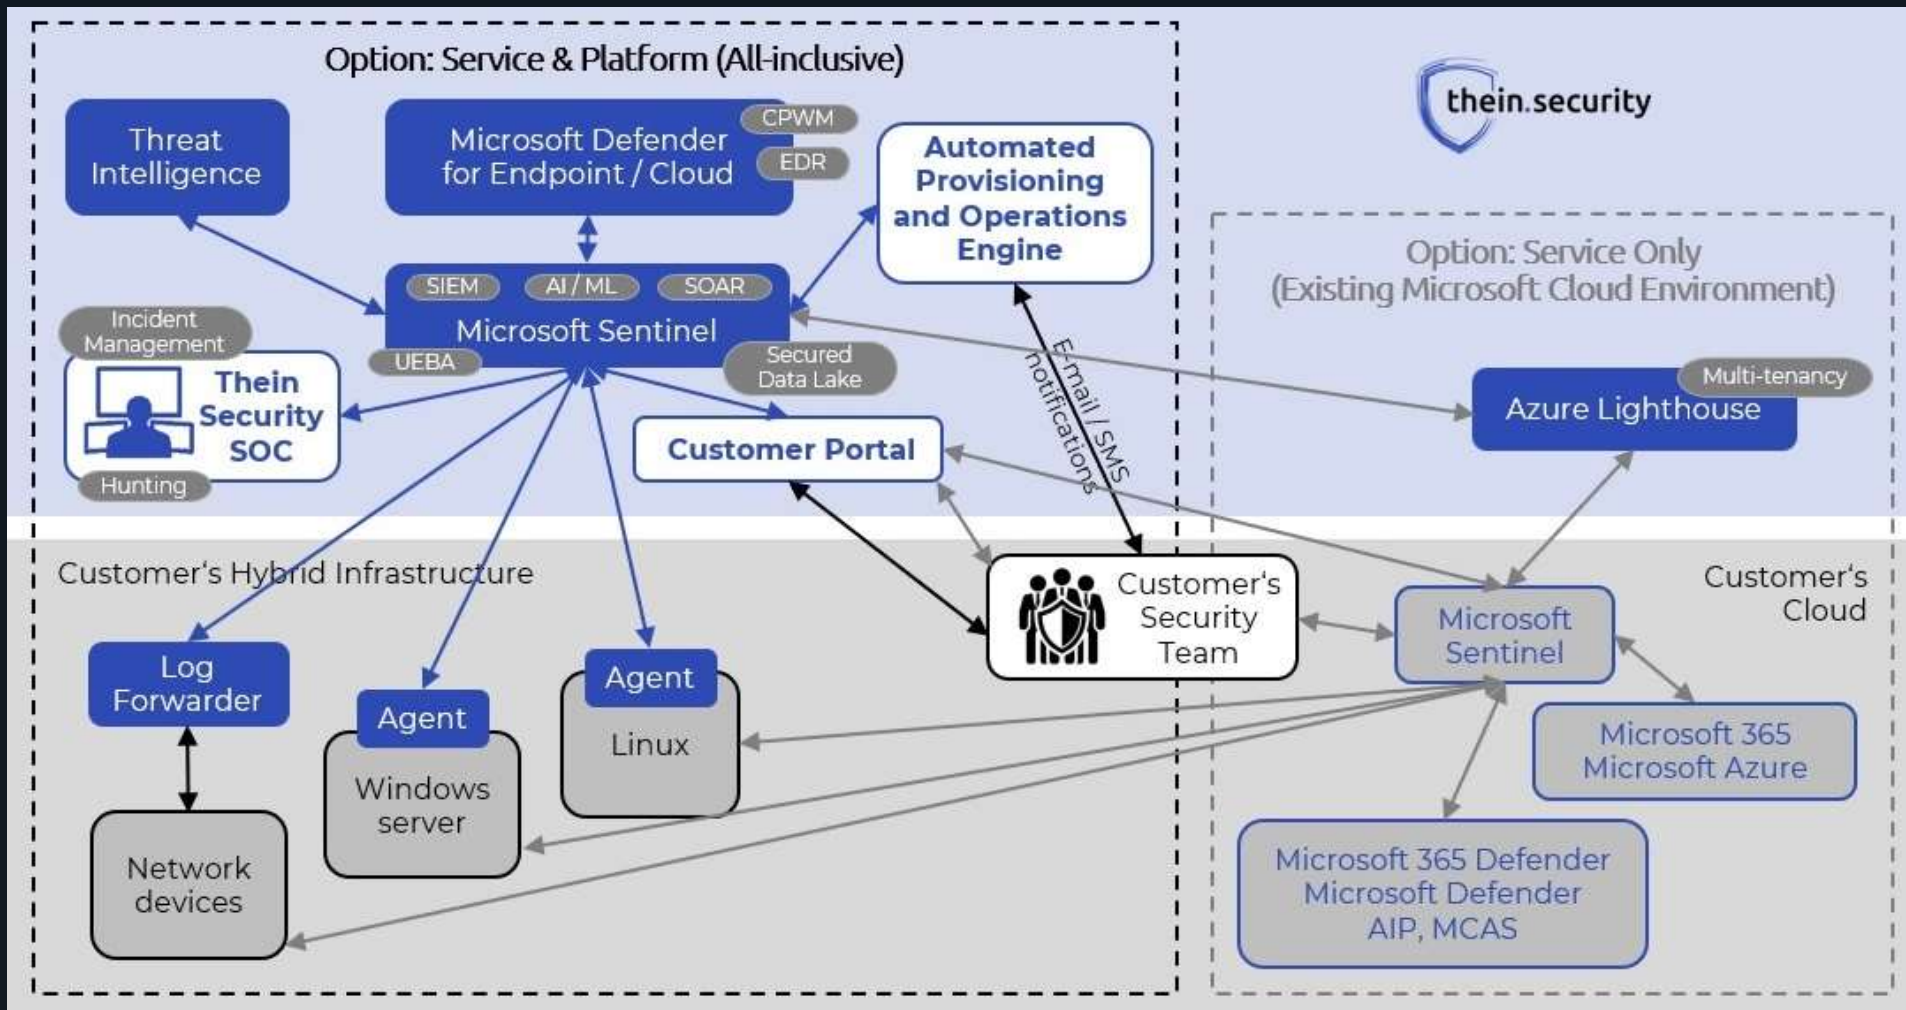 Option: Service & Platform (All-inclusive)
thein.security
Threat
Intelligence
Microsoft Defender
for Endpoint / Cloud
CPWM
EDR
Automated
Provisioning
and Operations
Engine
Option: Service Only
(Existing Microsoft Cloud Environment)
SIEM
AI / ML
SOAR
Microsoft Sentinel
UEBA
Secured
Data Lake
Incident
Management
Thein
Security
SOC
Hunting
Customer Portal
E-mail / SMS
notifications
Multi-tenancy
Azure Lighthouse
Customer‘s Hybrid Infrastructure
Customer‘s
Cloud
Customer‘s
Security
Team
Microsoft
Sentinel
Log
Forwarder
Agent
Agent
Linux
Windows
server
Network
devices
Microsoft 365
Microsoft Azure
Microsoft 365 Defender
Microsoft Defender
AIP, MCAS